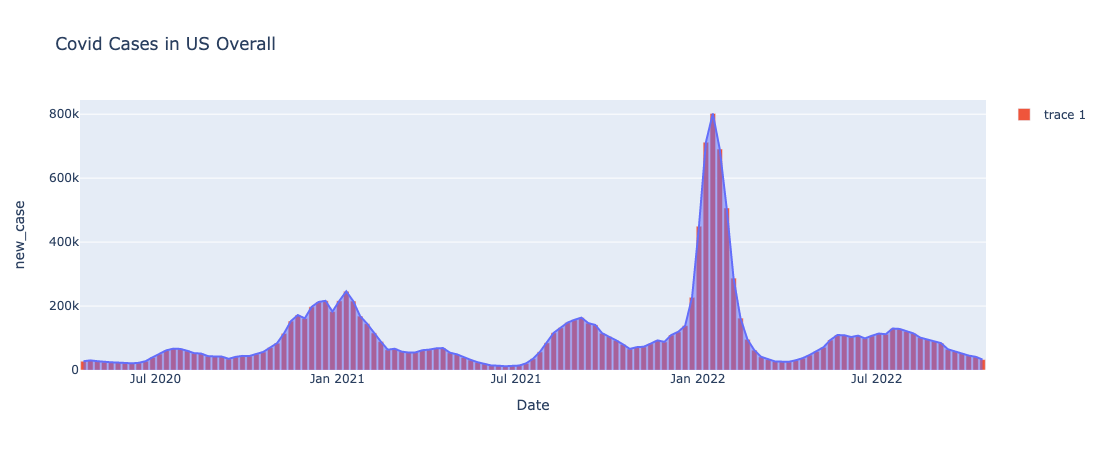 Covid Cases in US Overall
800k
600k
400k
200k
0
new_case
Jul 2020
Jan 2021
Jul 2021
Jan 2022
Jul 2022
Date
trace 1